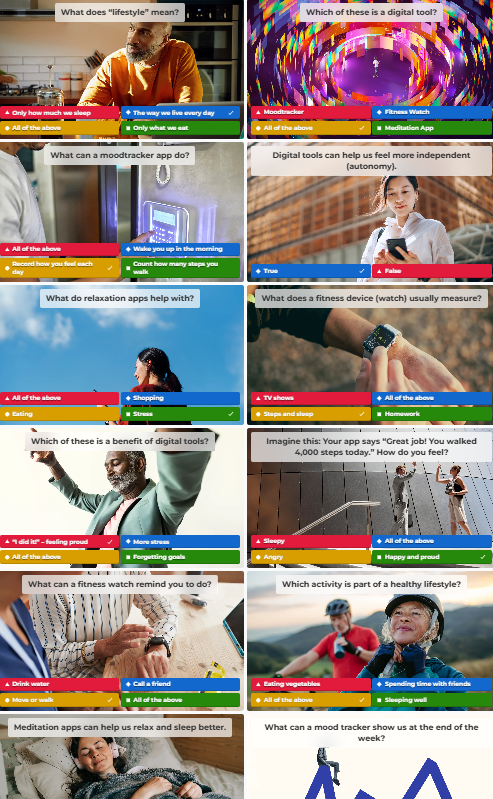 What does "lifestyle" mean?
Only how much we sleep
The way we live every day
All of the above
Only what we eat
Which of these is a digital tool?
Moodtracker
Fitness Watch
All of the above
Meditation App
What can a moodtracker app do?
All of the above
Wake you up in the morning
Record how you feel each
day
Count how many steps you
walk
Digital tools can help us feel more independent
(autonomy).
True
False
What do relaxation apps help with?
All of the above
Shopping
Eating
Stress
What does a fitness device (watch) usually measure?
TV shows
All of the above
Steps and sleep
Homework
Which of these is a benefit of digital tools?
"I did it!" – feeling proud
More stress
All of the above
Forgetting goals
Imagine this: Your app says "Great job! You walked
4,000 steps today." How do you feel?
Sleepy
All of the above
Angry
Happy and proud
What can a fitness watch remind you to do?
Drink water
Call a friend
Move or walk
All of the above
Which activity is part of a healthy lifestyle?
Eating vegetables
Spending time with friends
All of the above
Sleeping well
Meditation apps can help us relax and sleep better.
What can a mood tracker show us at the end of the
week?